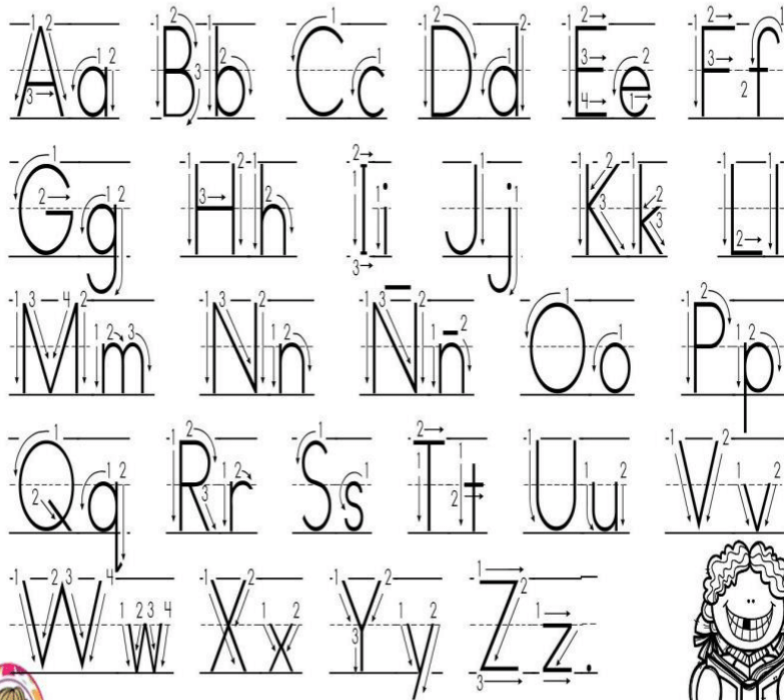 Aa Bb Cc Dd Ee Ff
Gg Hh Ii Jj Kk Ll
Mm Nn N̄n̄ Oo Pp
Qq Rr Ss Tt Uu Vv
Ww Xx Yy Zz.